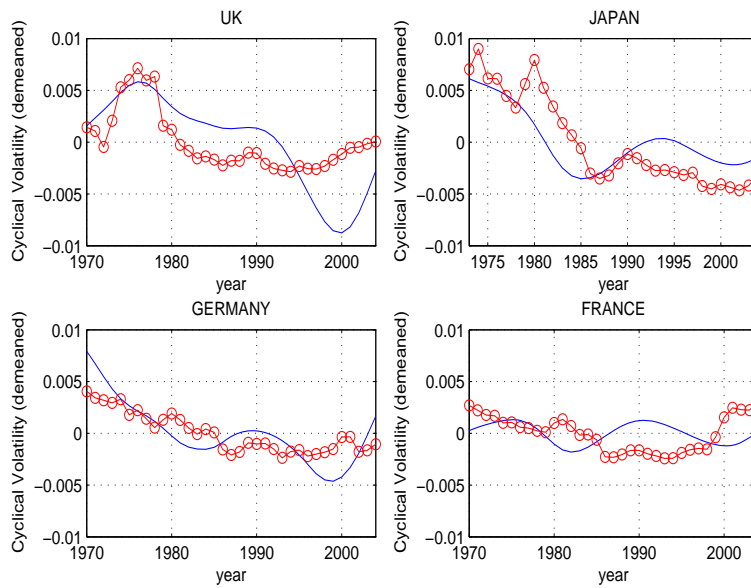 UK
Cyclical Volatility (demeaned)
0.01
0.005
0
−0.005
−0.01
1970 1980 1990 2000
year
JAPAN
Cyclical Volatility (demeaned)
0.01
0.005
0
−0.005
−0.01
1975 1980 1985 1990 1995 2000
year
GERMANY
Cyclical Volatility (demeaned)
0.01
0.005
0
−0.005
−0.01
1970 1980 1990 2000
year
FRANCE
Cyclical Volatility (demeaned)
0.01
0.005
0
−0.005
−0.01
1970 1980 1990 2000
year